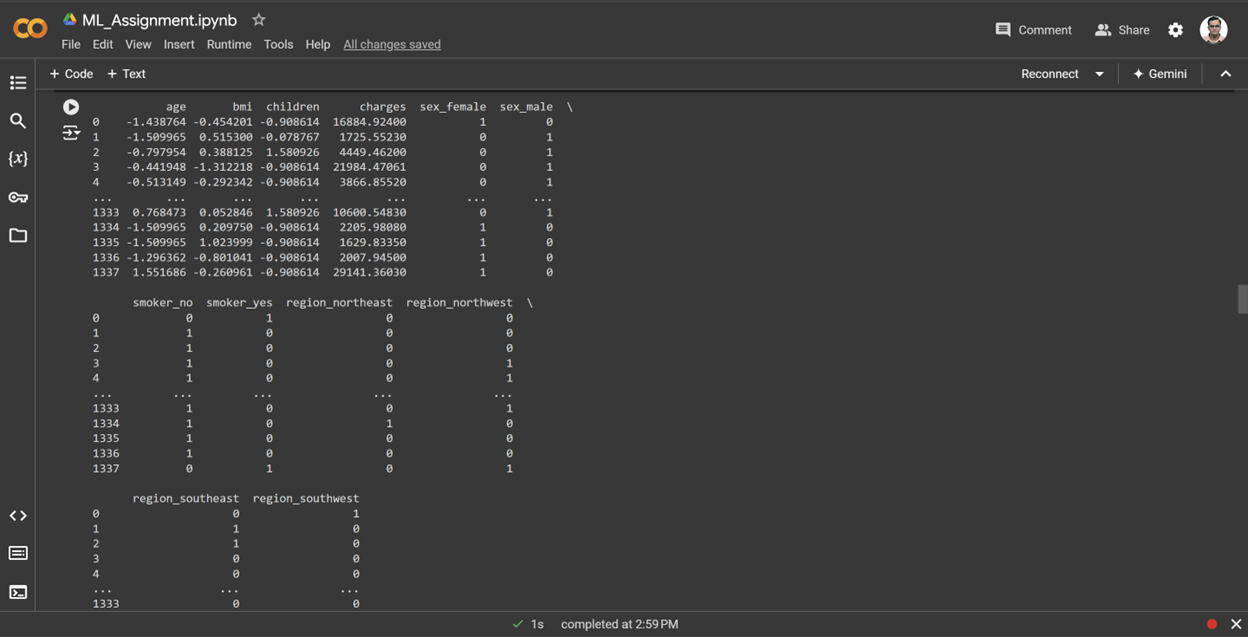 ML_Assignment.ipynb
Comment Share
File Edit View Insert Runtime Tools Help All changes saved
+ Code + Text Reconnect Gemini
age bmi children charges sex_female sex_male \
0 -1.438764 -0.454201 -0.908614 16884.92400 1 0
1 -1.509965 0.515300 -0.078767 1725.55230 0 1
2 -0.797954 0.388125 1.580926 4449.46200 0 1
3 -0.441948 -1.312218 -0.908614 21984.47061 0 1
4 -0.513149 -0.292342 -0.908614 3866.85520 0 1
... ... ... ... ... ... ...
1333 0.768473 0.052846 1.580926 10600.54830 0 1
1334 -1.509965 0.209750 -0.908614 2205.98080 1 0
1335 -1.509965 1.023999 -0.908614 1629.83350 1 0
1336 -1.296362 -0.801041 -0.908614 2007.94500 1 0
1337 1.551686 -0.260961 -0.908614 29141.36030 1 0
smoker_no smoker_yes region_northeast region_northwest \
0 0 1 0 0
1 1 0 0 0
2 1 0 0 0
3 1 0 0 1
4 1 0 0 1
... ... ... ... ...
1333 1 0 0 1
1334 1 0 1 0
1335 1 0 0 0
1336 1 0 0 0
1337 0 1 0 1
region_southeast region_southwest
0 0 1
1 1 0
2 1 0
3 0 0
4 0 0
... ... ...
1333 0 0
1s completed at 2:59 PM